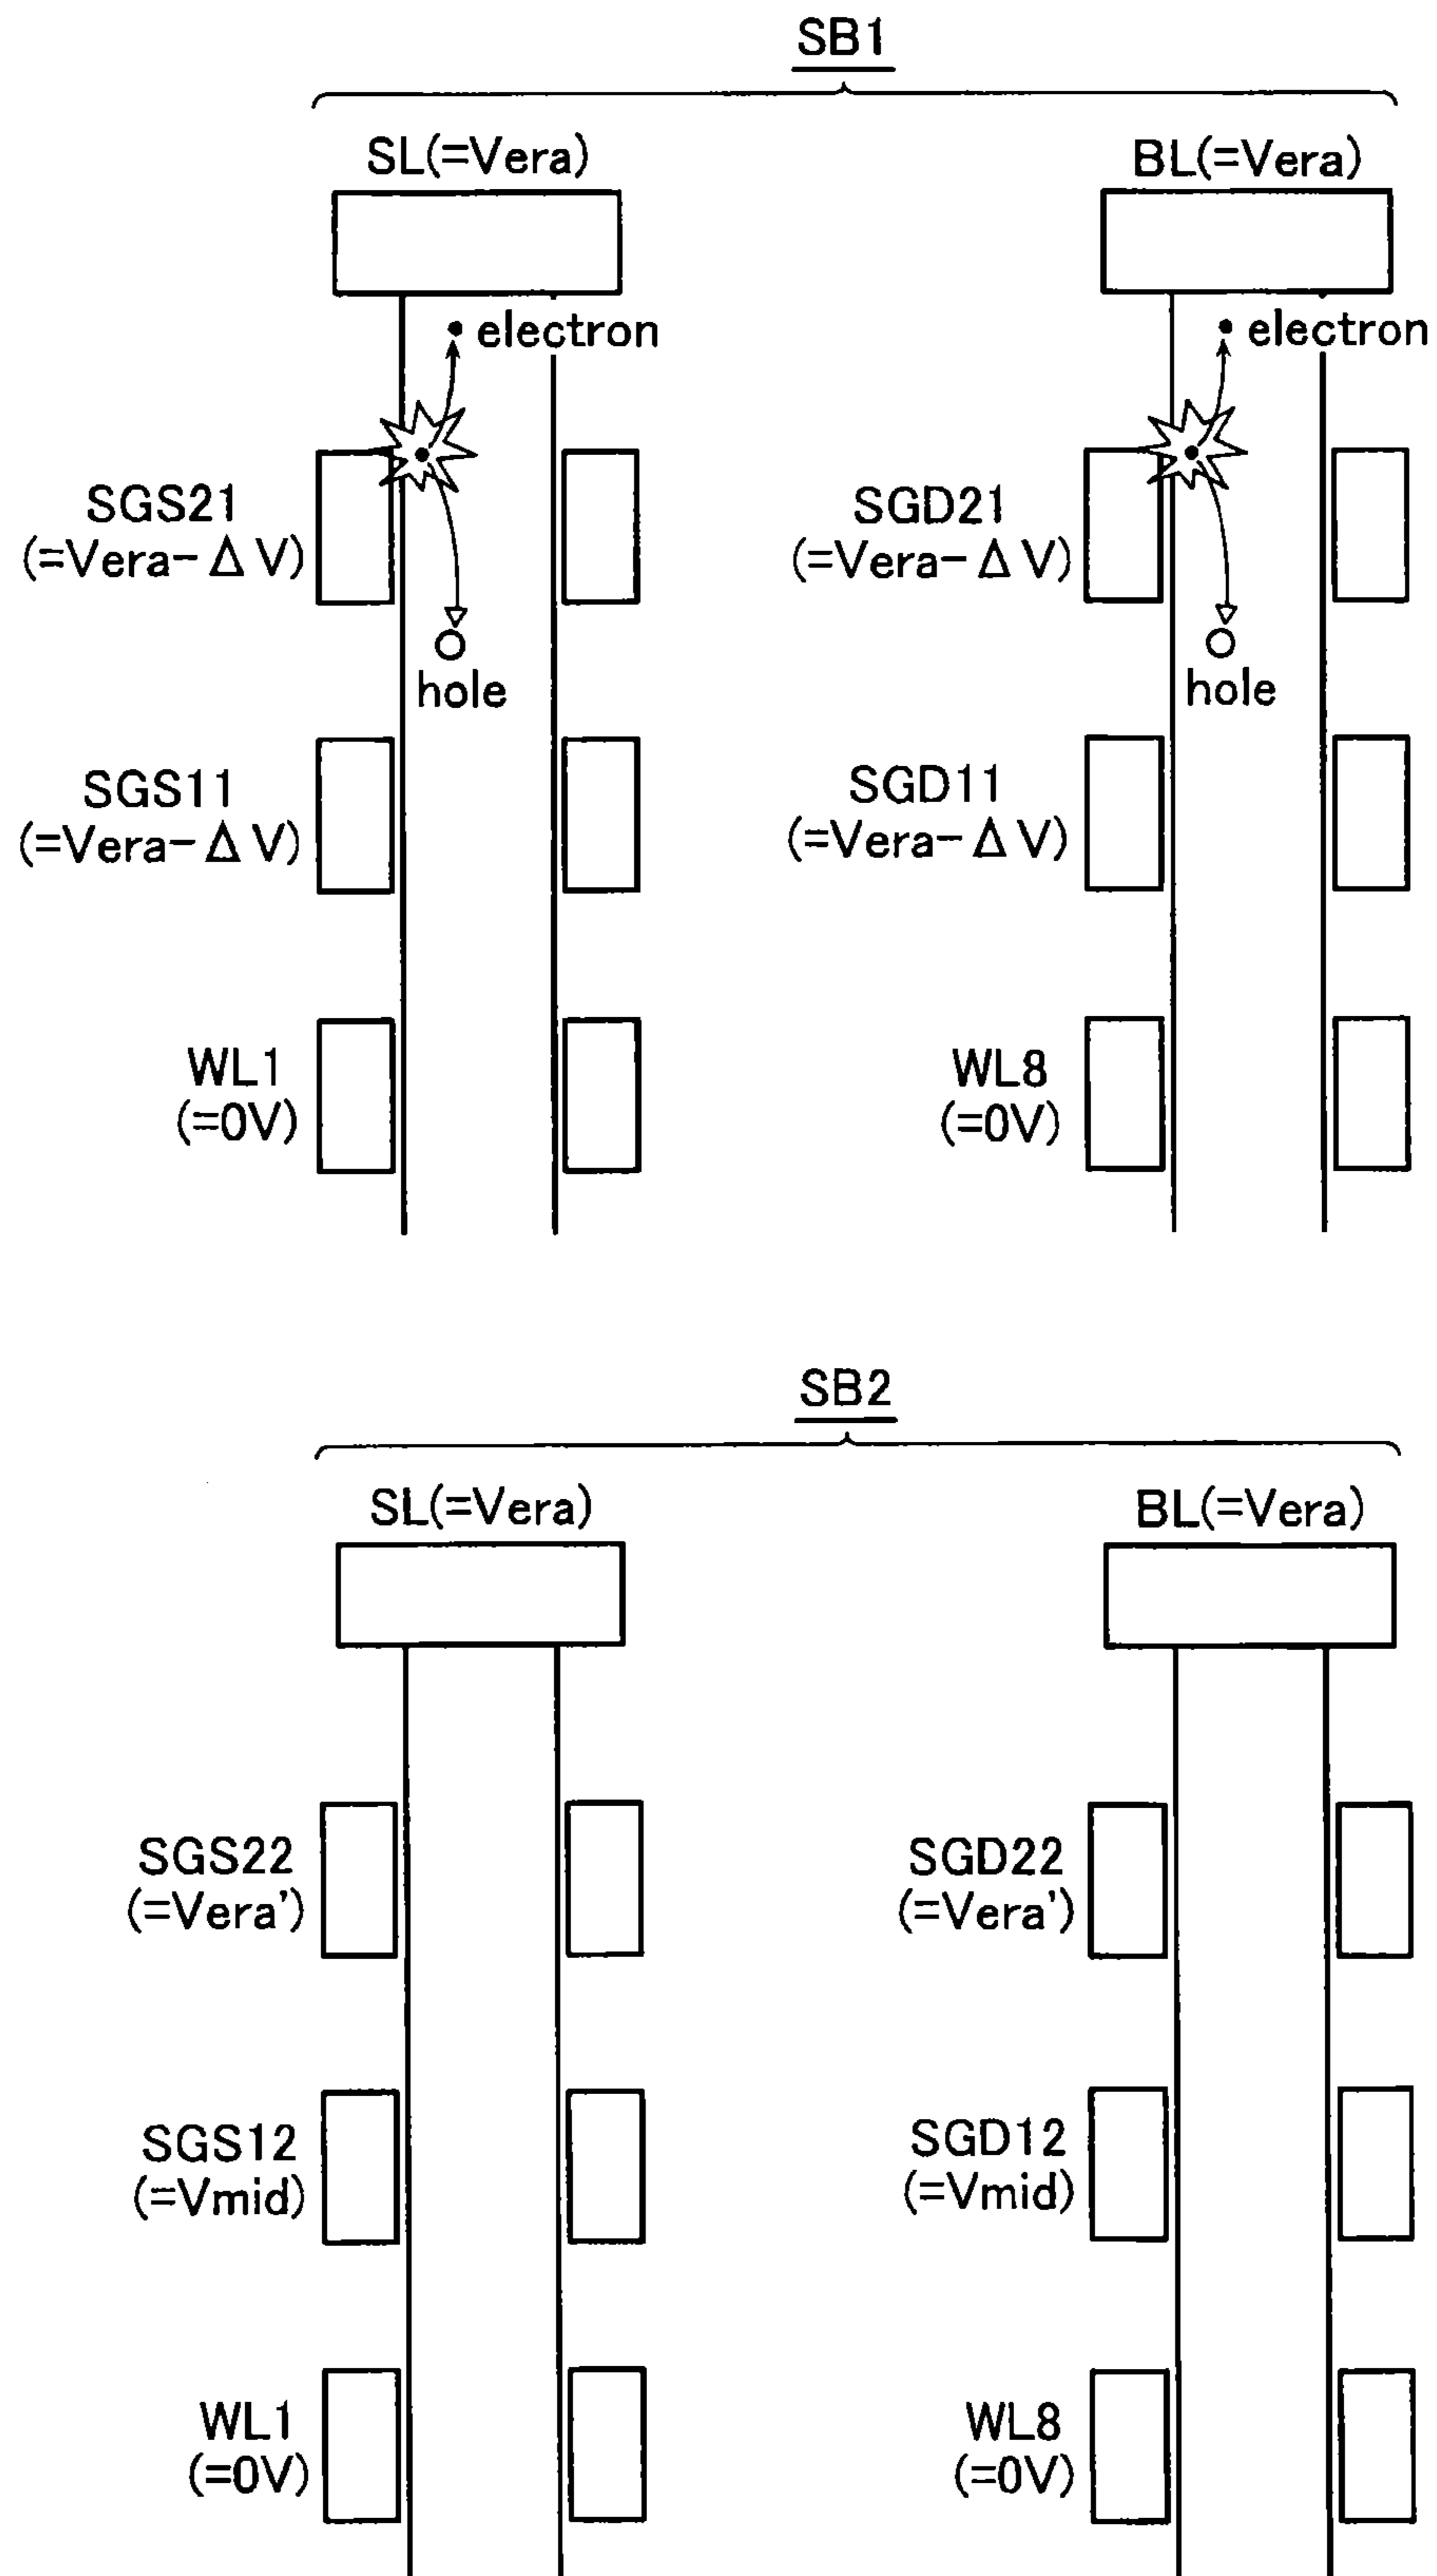 SB1
SL(=Vera)
BL(=Vera)
electron
electron
SGS21
(=Vera-ΔV)
SGD21
(=Vera-ΔV)
hole
hole
SGS11
(=Vera-ΔV)
SGD11
(=Vera-ΔV)
WL1
(=0V)
WL8
(=0V)
SB2
SL(=Vera)
BL(=Vera)
SGS22
(=Vera')
SGD22
(=Vera')
SGS12
(=Vmid)
SGD12
(=Vmid)
WL1
(=0V)
WL8
(=0V)